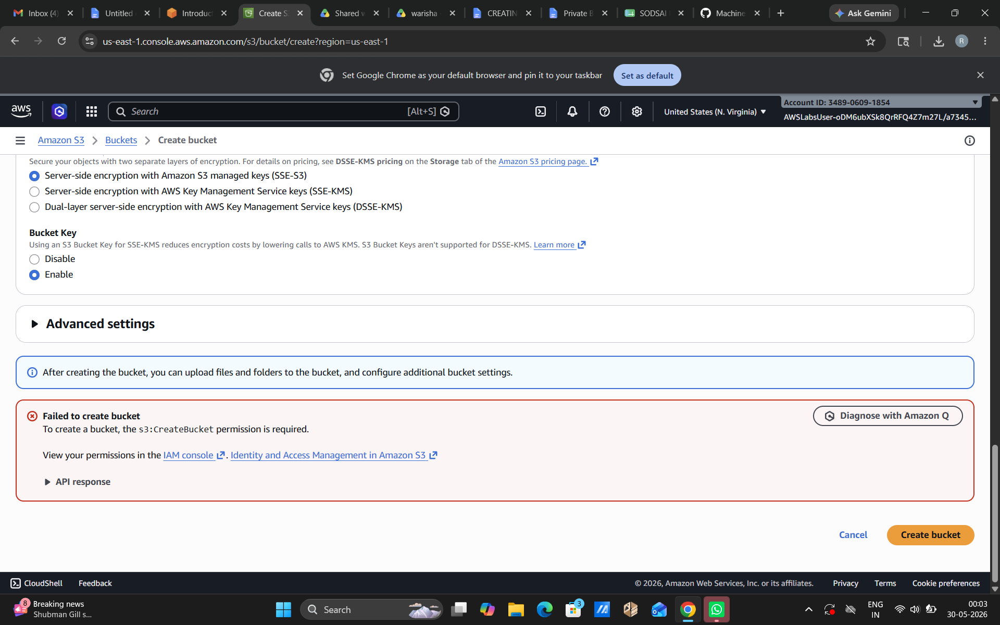 Inbox (4)
Untitled
Introduc
Create S
Shared w
warisha
CREATIN
Private B
SODSAI
Machine
Ask Gemini
us-east-1.console.aws.amazon.com/s3/bucket/create?region=us-east-1
R
Set Google Chrome as your default browser and pin it to your taskbar
Set as default
aws
Search
[Alt+S]
United States (N. Virginia)
Account ID: 3489-0609-1854
AWSLabsUser-oDM6ubXSk8QrRFQ4Z7m27L/a7345...
Amazon S3
Buckets
Create bucket
Secure your objects with two separate layers of encryption. For details on pricing, see DSSE-KMS pricing on the Storage tab of the Amazon S3 pricing page.
Server-side encryption with Amazon S3 managed keys (SSE-S3)
Server-side encryption with AWS Key Management Service keys (SSE-KMS)
Dual-layer server-side encryption with AWS Key Management Service keys (DSSE-KMS)
Bucket Key
Using an S3 Bucket Key for SSE-KMS reduces encryption costs by lowering calls to AWS KMS. S3 Bucket Keys aren't supported for DSSE-KMS. Learn more
Disable
Enable
Advanced settings
After creating the bucket, you can upload files and folders to the bucket, and configure additional bucket settings.
Failed to create bucket
Diagnose with Amazon Q
To create a bucket, the s3:CreateBucket permission is required.
View your permissions in the IAM console. Identity and Access Management in Amazon S3
API response
Cancel
Create bucket
CloudShell
Feedback
© 2026, Amazon Web Services, Inc. or its affiliates.
Privacy
Terms
Cookie preferences
8
Breaking news
Shubman Gill s...
Search
3
ENG
IN
00:03
30-05-2026